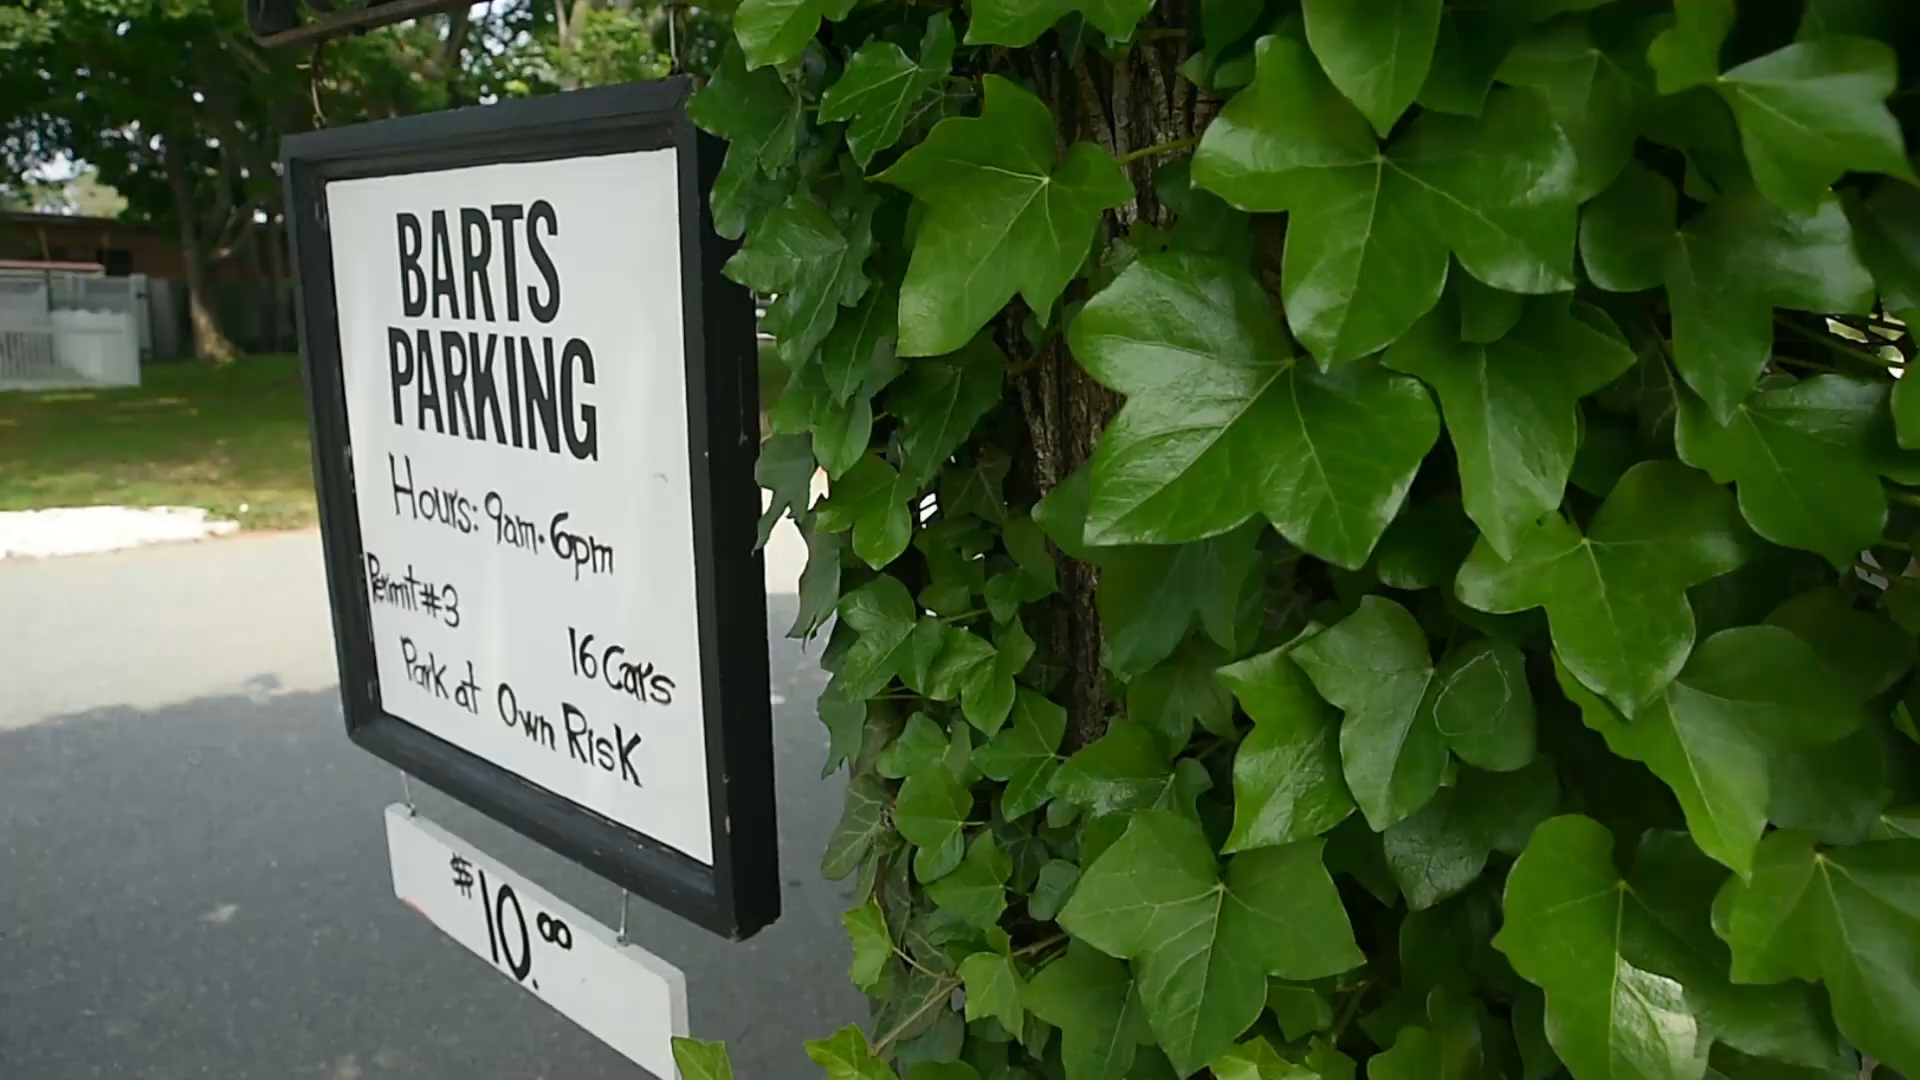 BARTS
PARKING
Hours: 9am-6pm
Permit #3
16 Cars
Park at Own Risk
$10.00